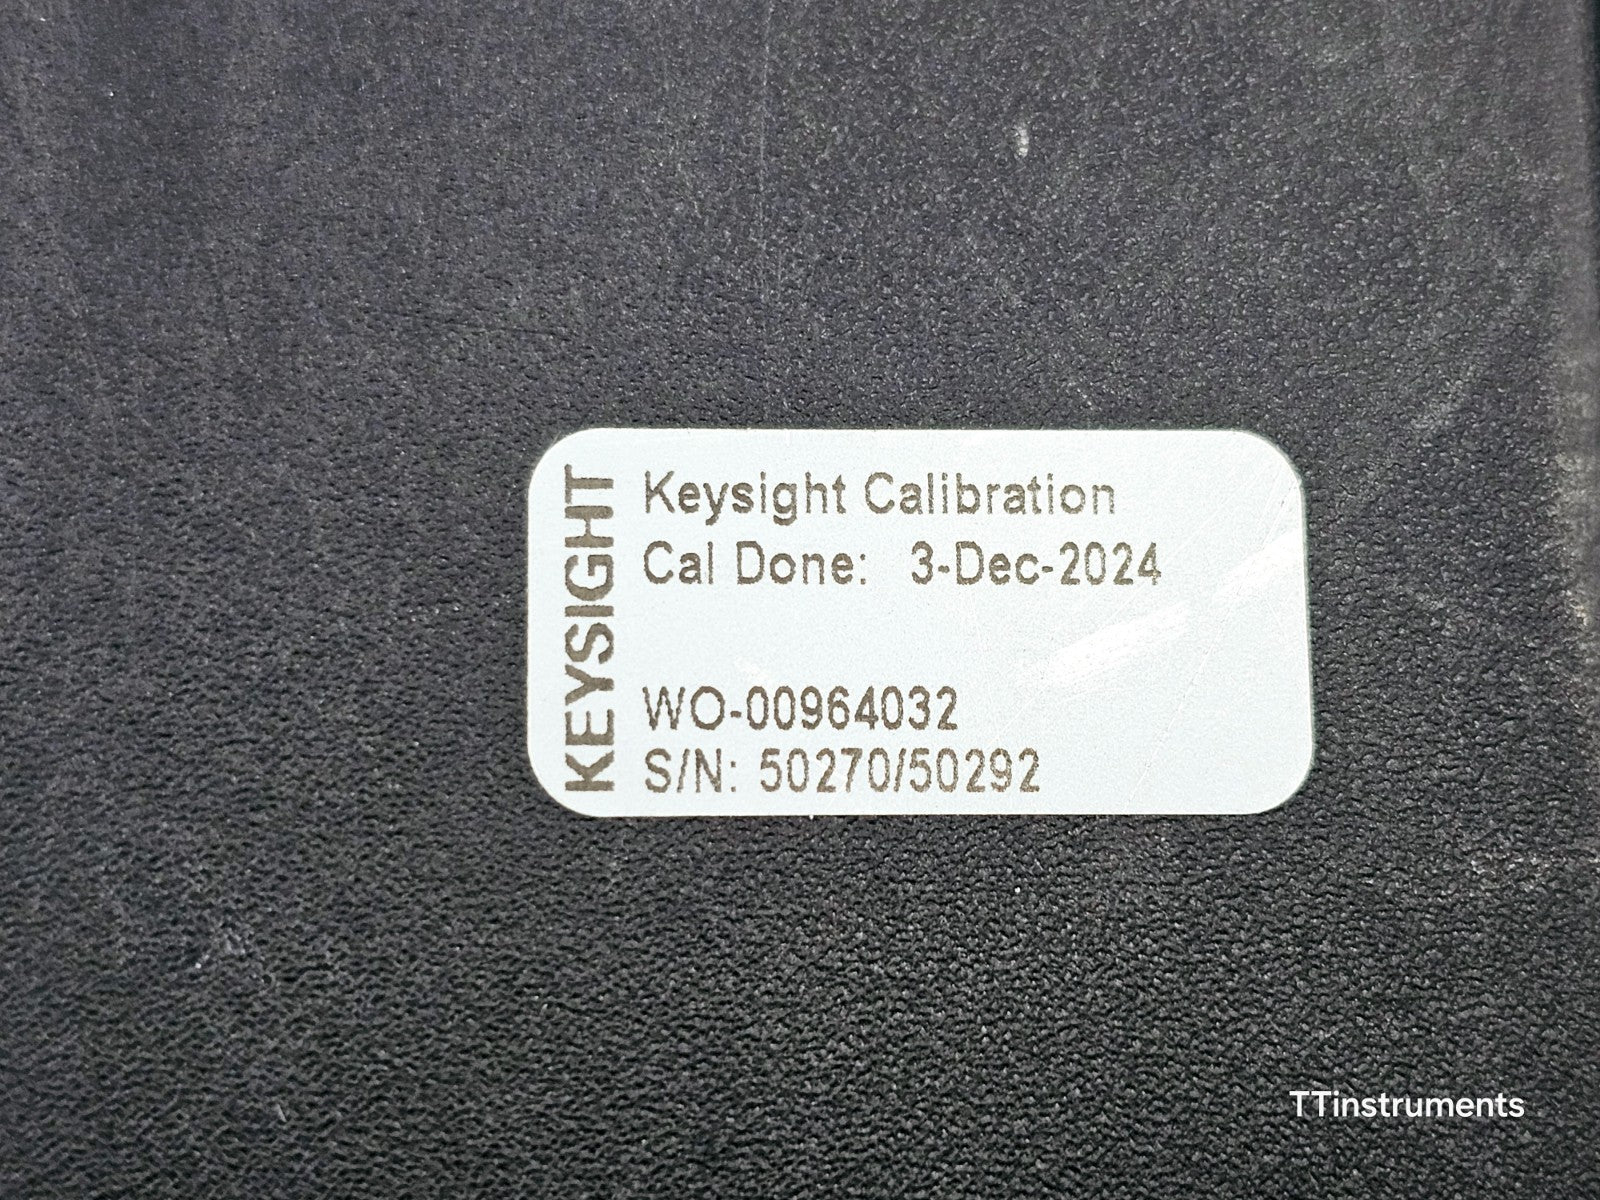 KEYSIGHT
Keysight Calibration
Cal Done: 3-Dec-2024
WO-00964032
S/N: 50270/50292
TTinstruments